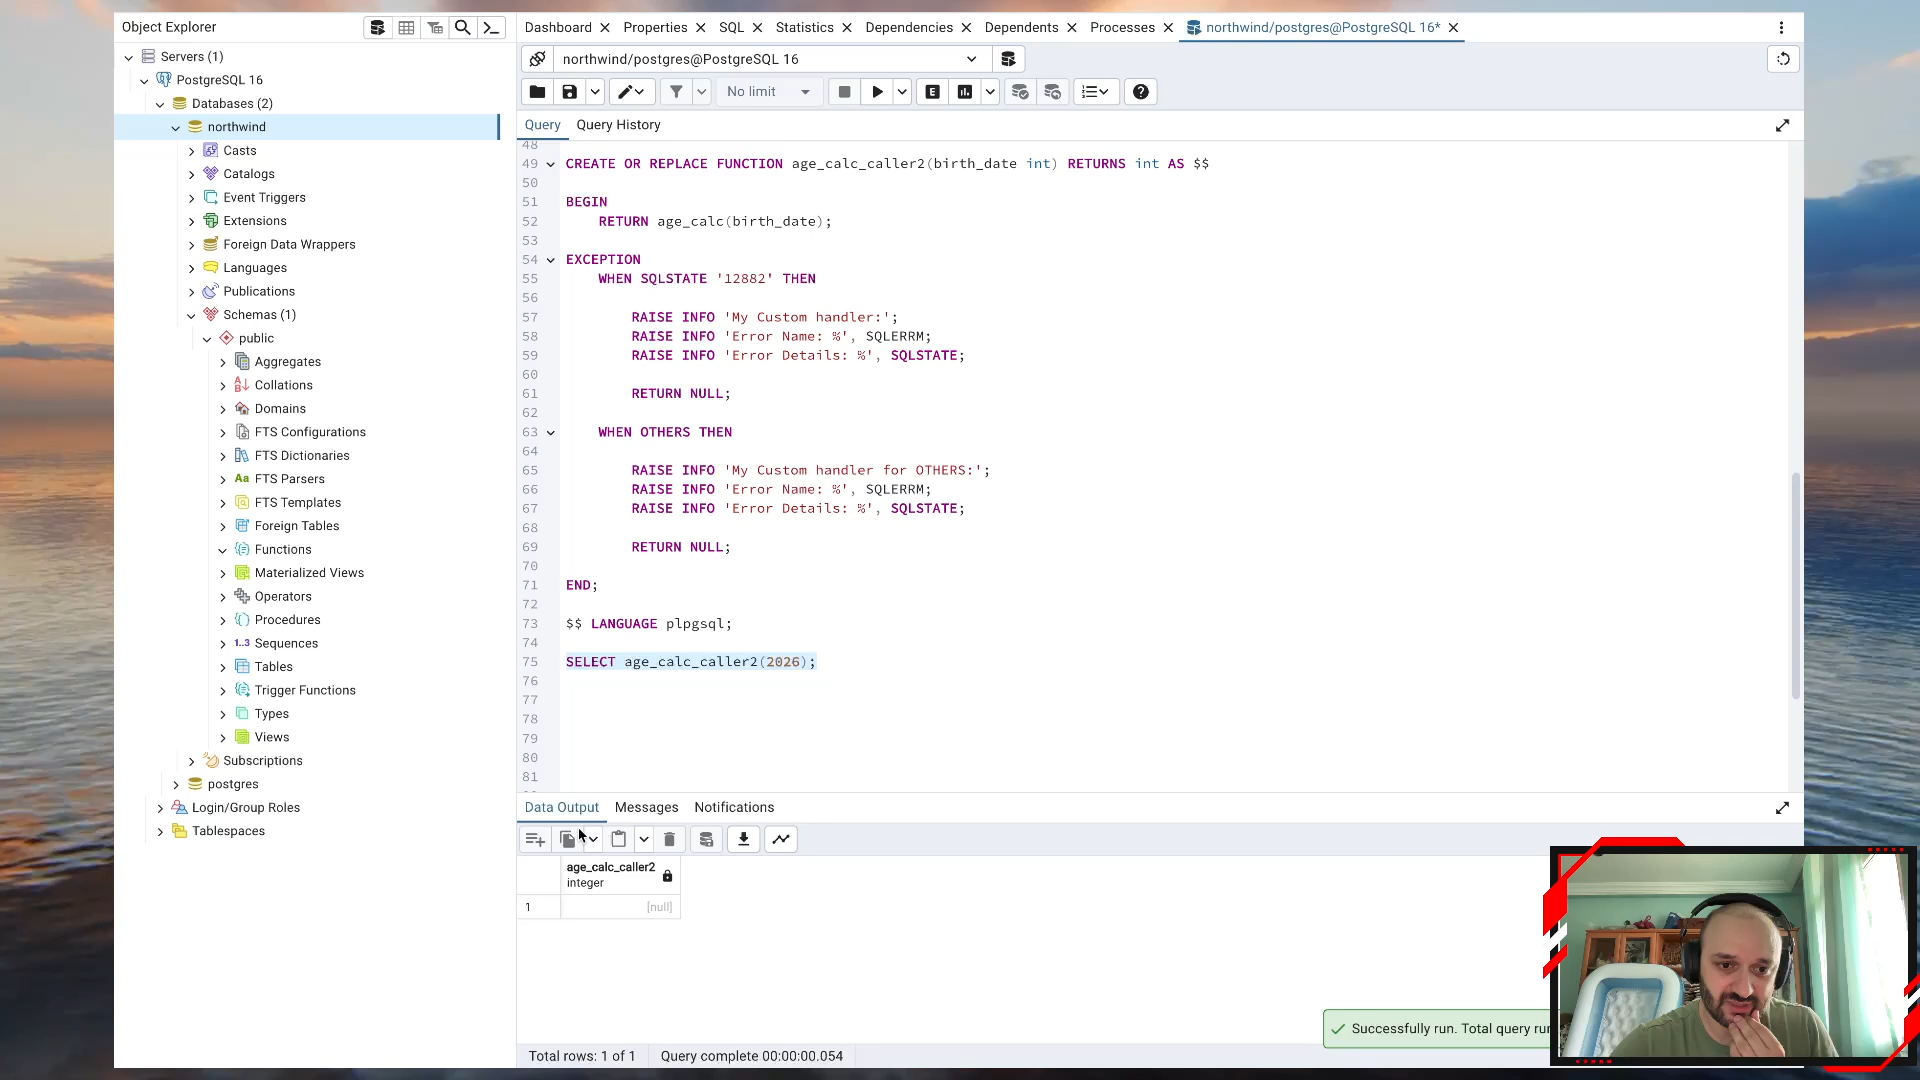 Object Explorer
Servers (1)
PostgreSQL 16
Databases (2)
northwind
Casts
Catalogs
Event Triggers
Extensions
Foreign Data Wrappers
Languages
Publications
Schemas (1)
public
Aggregates
Collations
Domains
FTS Configurations
FTS Dictionaries
Aa FTS Parsers
FTS Templates
Foreign Tables
Functions
Materialized Views
Operators
Procedures
1..3 Sequences
Tables
Trigger Functions
Types
Views
Subscriptions
postgres
Login/Group Roles
Tablespaces
Dashboard Properties SQL Statistics Dependencies Dependents Processes northwind/postgres@PostgreSQL 16*
northwind/postgres@PostgreSQL 16
No limit
Query Query History
48
49 CREATE OR REPLACE FUNCTION age_calc_caller2(birth_date int) RETURNS int AS $$
50
51 BEGIN
52 RETURN age_calc(birth_date);
53
54 EXCEPTION
55 WHEN SQLSTATE '12882' THEN
56
57 RAISE INFO 'My Custom handler:';
58 RAISE INFO 'Error Name: %', SQLERRM;
59 RAISE INFO 'Error Details: %', SQLSTATE;
60
61 RETURN NULL;
62
63 WHEN OTHERS THEN
64
65 RAISE INFO 'My Custom handler for OTHERS:';
66 RAISE INFO 'Error Name: %', SQLERRM;
67 RAISE INFO 'Error Details: %', SQLSTATE;
68
69 RETURN NULL;
70
71 END;
72
73 $$ LANGUAGE plpgsql;
74
75 SELECT age_calc_caller2(2026);
76
77
78
79
80
81
Data Output Messages Notifications
age_calc_caller2
integer
1 [null]
Successfully run. Total query
Total rows: 1 of 1 Query complete 00:00:00.054